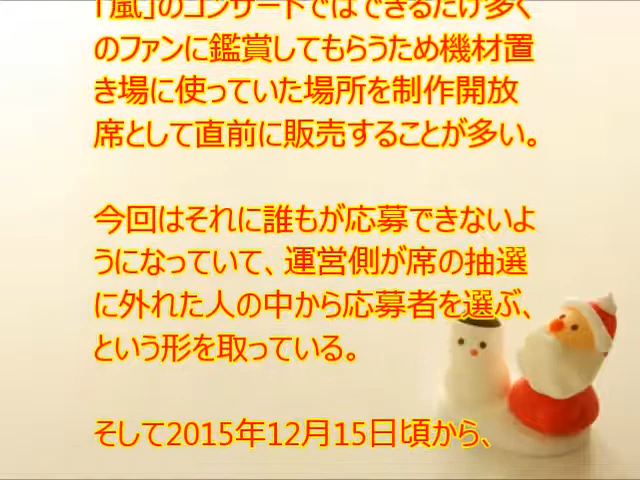 「嵐」のコンサートではできるだけ多く
のファンに鑑賞してもらうため機材置
き場に使っていた場所を制作開放
席として直前に販売することが多い。
今回はそれに誰もが応募できないよ
うになっていて、運営側が席の抽選
に外れた人の中から応募者を選ぶ、
という形を取っている。
そして2015年12月15日頃から、